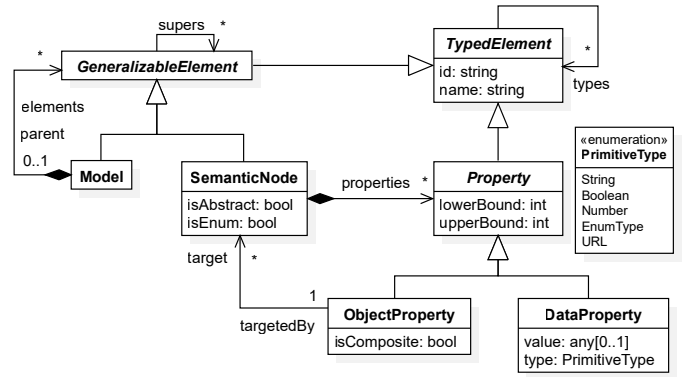 supers
*
*
GeneralizableElement
TypedElement
id: string
name: string
*
types
elements
parent
0..1
Model
SemanticNode
isAbstract: bool
isEnum: bool
properties
*
Property
lowerBound: int
upperBound: int
«enumeration»
PrimitiveType
String
Boolean
Number
EnumType
URL
target
*
1
targetedBy
ObjectProperty
isComposite: bool
DataProperty
value: any[0..1]
type: PrimitiveType